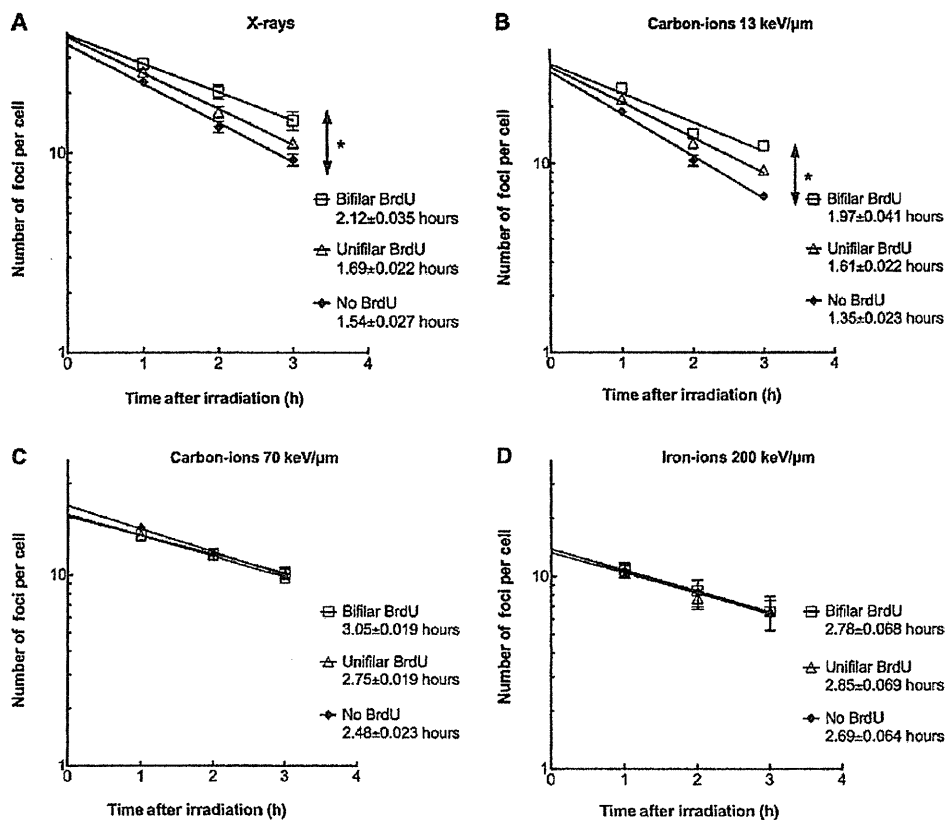 A
X-rays
Number of foci per cell
10
1
0
1
2
3
4
Time after irradiation (h)
*
Bifilar BrdU
2.12±0.035 hours
Unifilar BrdU
1.69±0.022 hours
No BrdU
1.54±0.027 hours
B
Carbon-ions 13 keV/µm
Number of foci per cell
10
1
0
1
2
3
4
Time after irradiation (h)
*
Bifilar BrdU
1.97±0.041 hours
Unifilar BrdU
1.61±0.022 hours
No BrdU
1.35±0.023 hours
C
Carbon-ions 70 keV/µm
Number of foci per cell
10
1
0
1
2
3
4
Time after irradiation (h)
Bifilar BrdU
3.05±0.019 hours
Unifilar BrdU
2.75±0.019 hours
No BrdU
2.48±0.023 hours
D
Iron-ions 200 keV/µm
Number of foci per cell
10
1
0
1
2
3
4
Time after irradiation (h)
Bifilar BrdU
2.78±0.068 hours
Unifilar BrdU
2.85±0.069 hours
No BrdU
2.69±0.064 hours